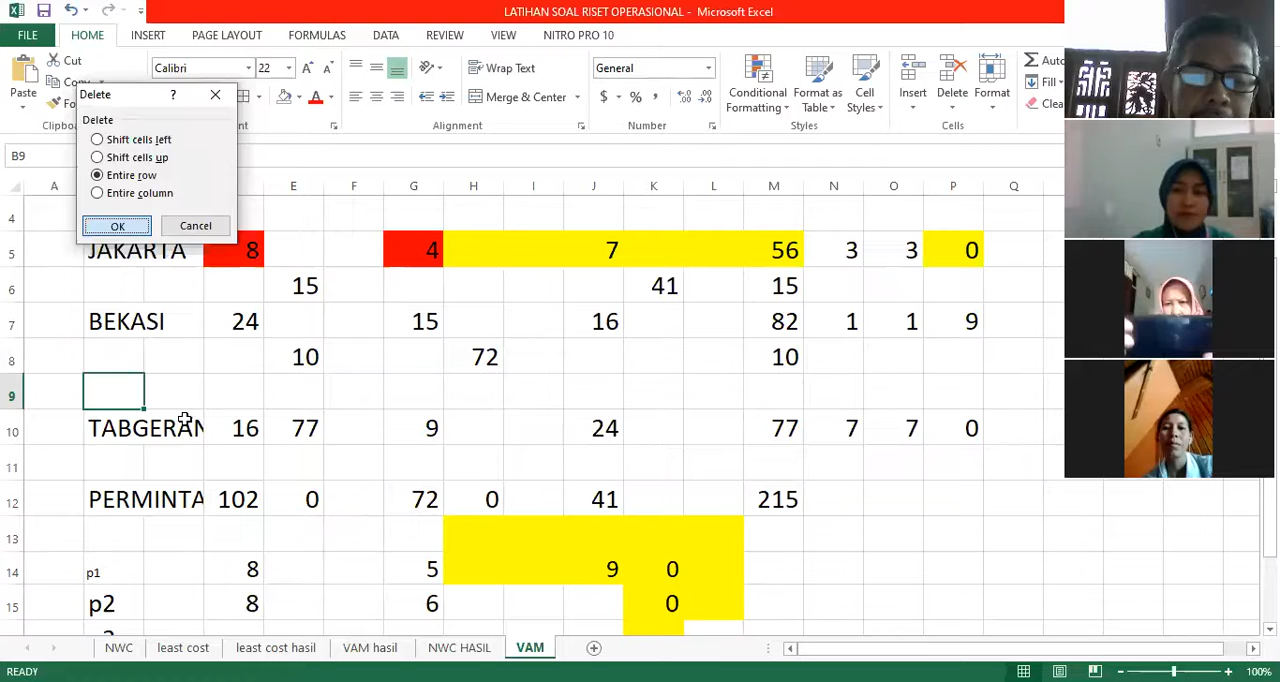 LATIHAN SOAL RISET OPERASIONAL - Microsoft Excel
FILE HOME INSERT PAGE LAYOUT FORMULAS DATA REVIEW VIEW NITRO PRO 10
Cut
Copy
Paste
Calibri 22
Wrap Text
Merge & Center
General
$ % ,
Conditional Formatting
Format as Table
Cell Styles
Insert Delete Format
Fill
Alignment Number Styles Cells
Delete ? X
Delete
Shift cells left
Shift cells up
Entire row
Entire column
OK Cancel
B9
A E F G H I J K L M N O P Q
4
5 JAKARTA 8 4 7 56 3 3 0
6 15 41 15
7 BEKASI 24 15 16 82 1 1 9
8 10 72 10
9
10 TABGERAN 16 77 9 24 77 7 7 0
11
12 PERMINTA 102 0 72 0 41 215
13
14 p1 8 5 9 0
15 p2 8 6 0
NWC least cost least cost hasil VAM hasil NWC HASIL VAM
READY 100%